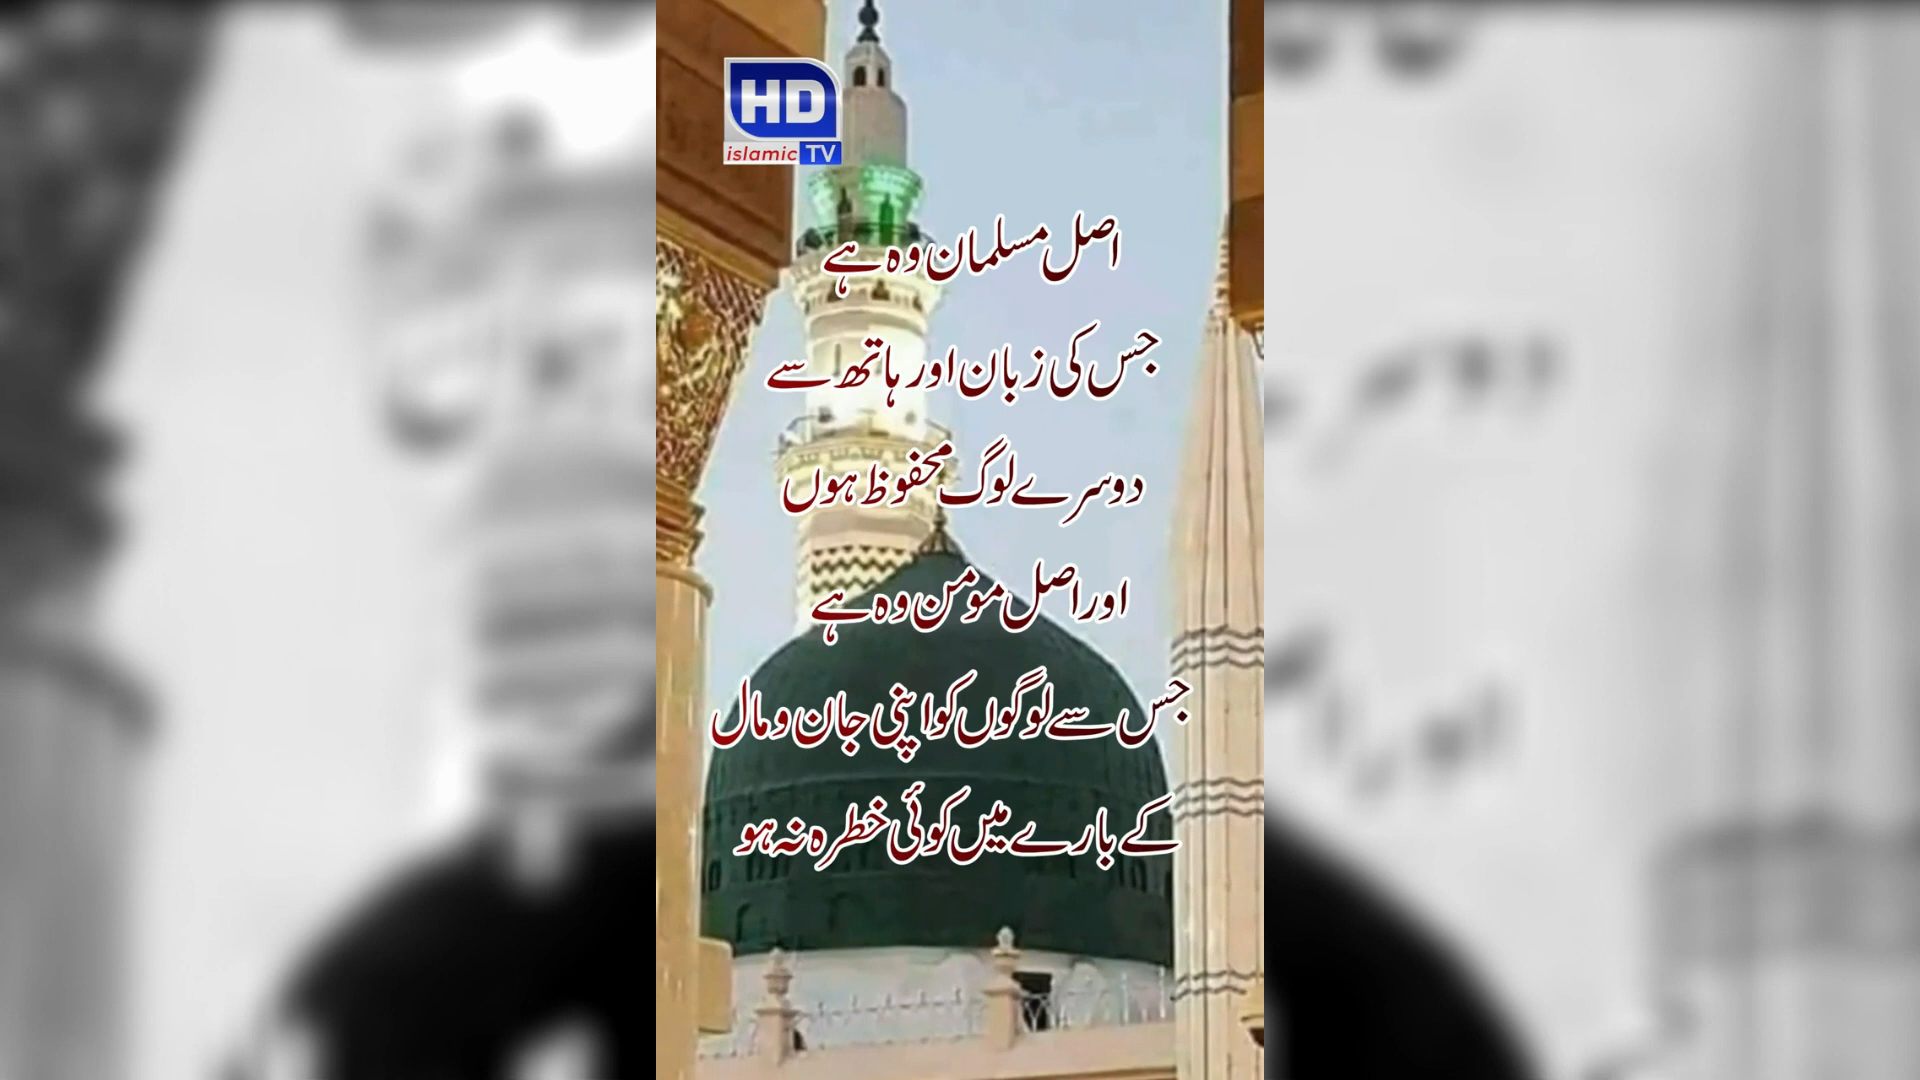 HD
islamic TV
اصل مسلمان وہ ہے
جس کی زبان اور ہاتھ سے
دوسرے لوگ محفوظ ہوں
اور اصل مومن وہ ہے
جس سے لوگوں کو اپنی جان و مال
کے بارے میں کوئی خطرہ نہ ہو